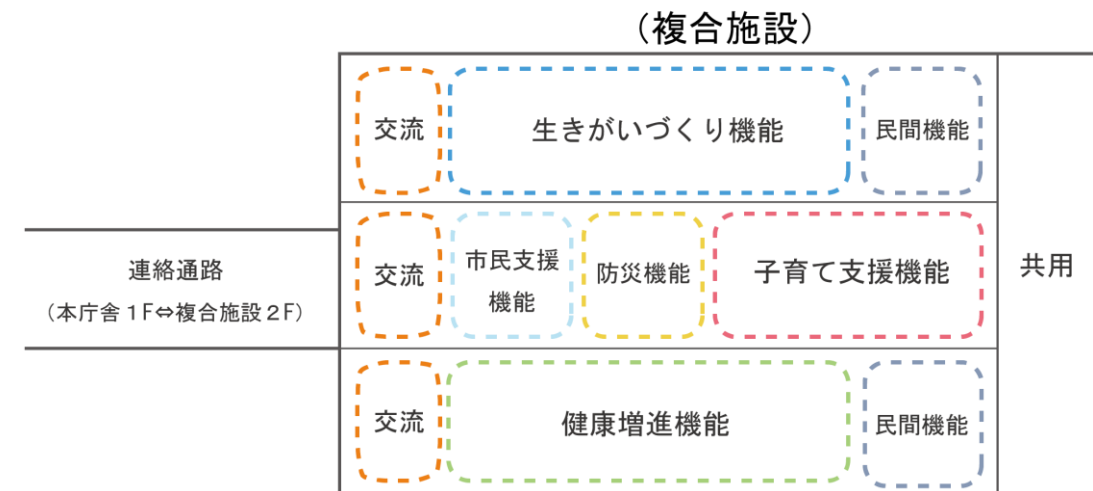 （複合施設）
交流
生きがいづくり機能
民間機能
連絡通路
（本庁舎１F⇔複合施設２F）
交流
市民支援
機能
防災機能
子育て支援機能
共用
交流
健康増進機能
民間機能